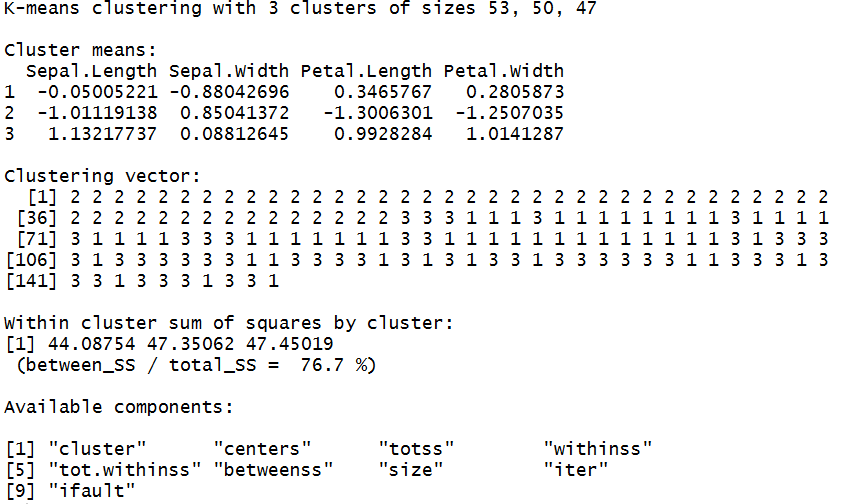 K-means clustering with 3 clusters of sizes 53, 50, 47
Cluster means:
  Sepal.Length Sepal.Width Petal.Length Petal.Width
1  -0.05005221 -0.88042696    0.3465767   0.2805873
2  -1.01119138  0.85041372   -1.3006301  -1.2507035
3   1.13217737  0.08812645    0.9928284   1.0141287
Clustering vector:
  [1] 2 2 2 2 2 2 2 2 2 2 2 2 2 2 2 2 2 2 2 2 2 2 2 2 2 2 2 2 2 2 2 2 2 2 2
 [36] 2 2 2 2 2 2 2 2 2 2 2 2 2 2 2 3 3 3 1 1 1 3 1 1 1 1 1 1 1 1 3 1 1 1 1
 [71] 3 1 1 1 1 3 3 3 1 1 1 1 1 1 1 3 3 1 1 1 1 1 1 1 1 1 1 1 1 1 3 1 3 3 3
[106] 3 1 3 3 3 3 3 3 1 1 3 3 3 3 1 3 1 3 1 3 3 1 3 3 3 3 3 3 1 1 3 3 3 1 3
[141] 3 3 1 3 3 3 1 3 3 1
Within cluster sum of squares by cluster:
[1] 44.08754 47.35062 47.45019
 (between_SS / total_SS =  76.7 %)
Available components:
[1] "cluster"      "centers"      "totss"        "withinss"
[5] "tot.withinss" "betweenss"    "size"         "iter"
[9] "ifault"